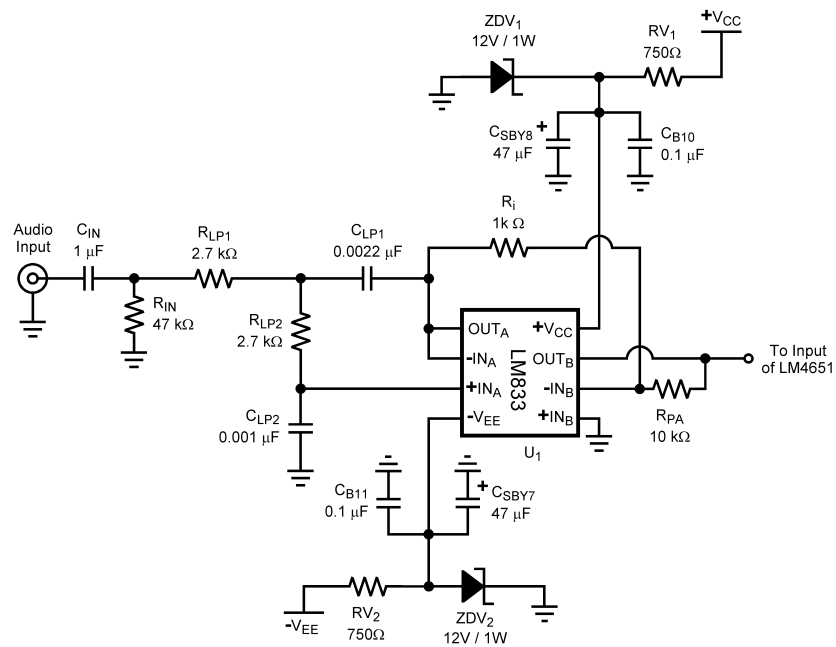 ZDV1
12V / 1W
RV1
750Ω
+VCC
CSBY8
+
47 µF
CB10
0.1 µF
Ri
1k Ω
Audio
Input
CIN
1 µF
RLP1
2.7 kΩ
CLP1
0.0022 µF
RIN
47 kΩ
RLP2
2.7 kΩ
OUTA
+VCC
-INA
OUTB
+INA
-INB
-VEE
+INB
LM833
U1
To Input
of LM4651
RPA
10 kΩ
CLP2
0.001 µF
CB11
0.1 µF
+
CSBY7
47 µF
RV2
750Ω
-VEE
ZDV2
12V / 1W